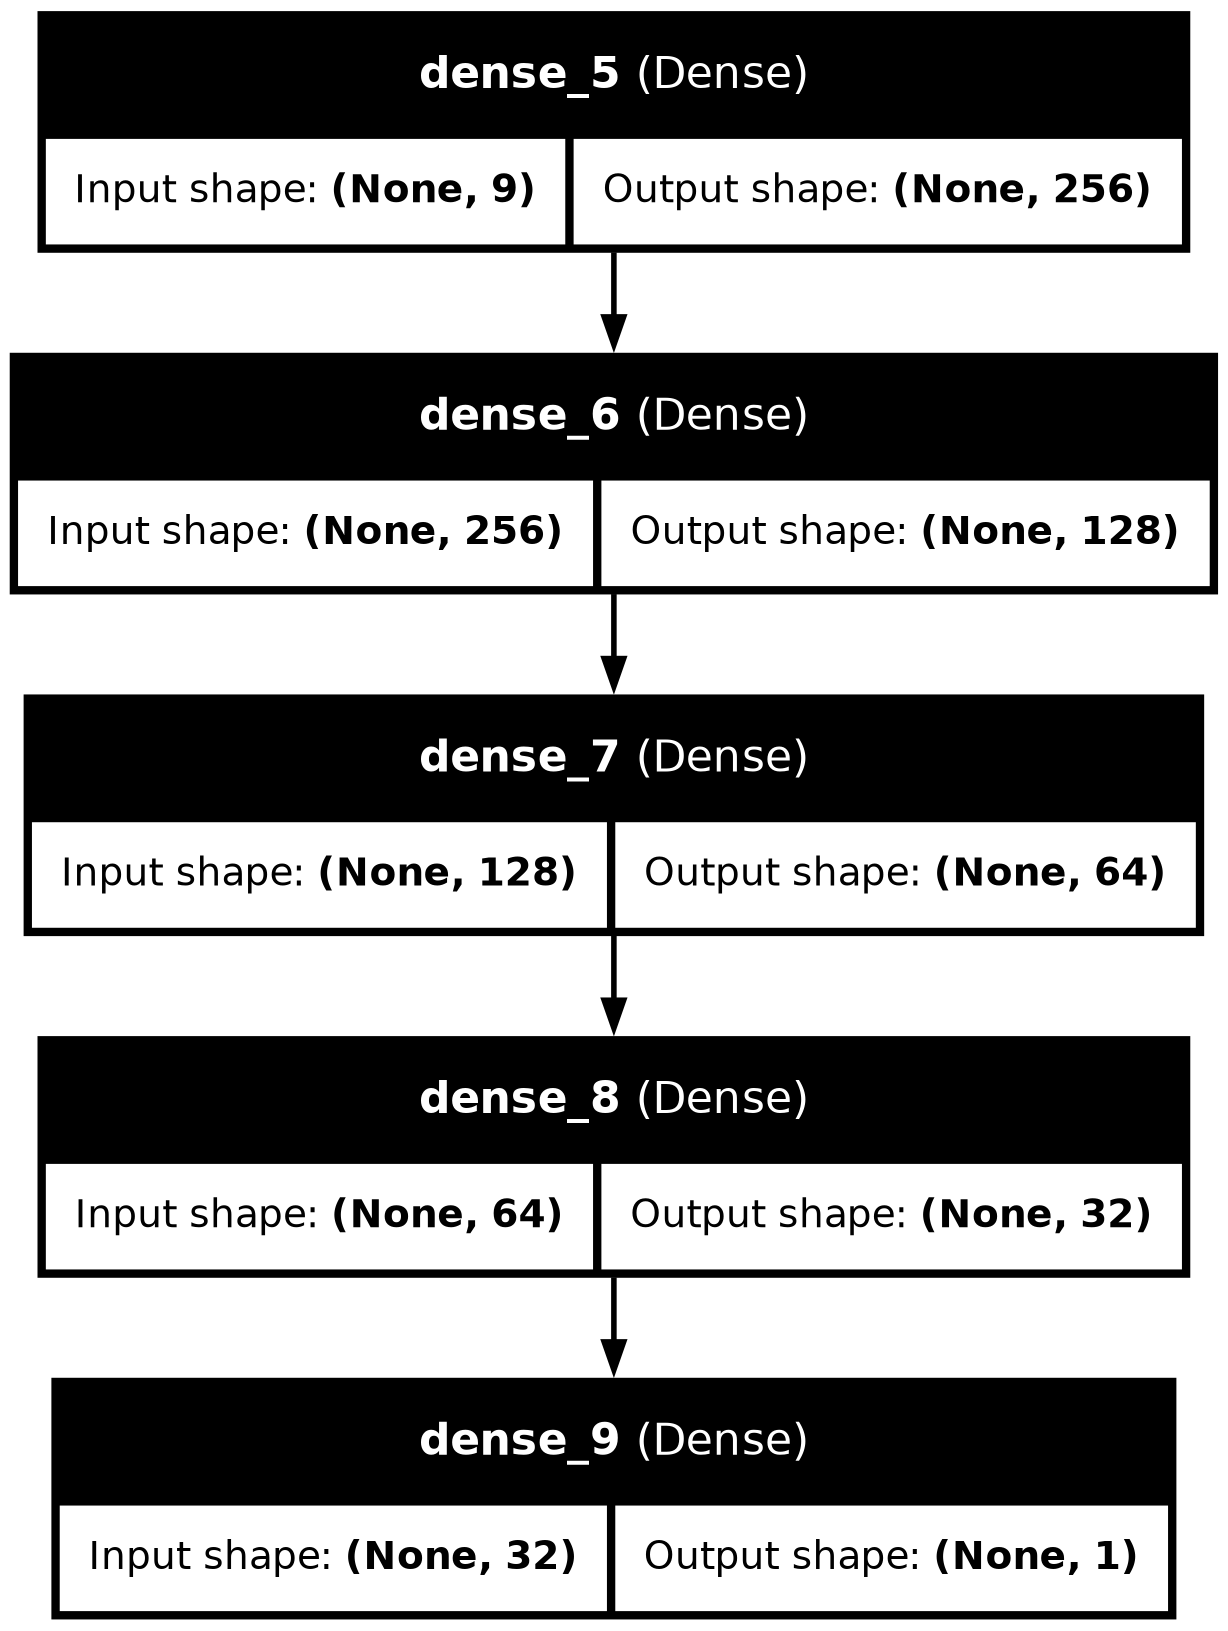 dense_5 (Dense)
Input shape: (None, 9) Output shape: (None, 256)
dense_6 (Dense)
Input shape: (None, 256) Output shape: (None, 128)
dense_7 (Dense)
Input shape: (None, 128) Output shape: (None, 64)
dense_8 (Dense)
Input shape: (None, 64) Output shape: (None, 32)
dense_9 (Dense)
Input shape: (None, 32) Output shape: (None, 1)